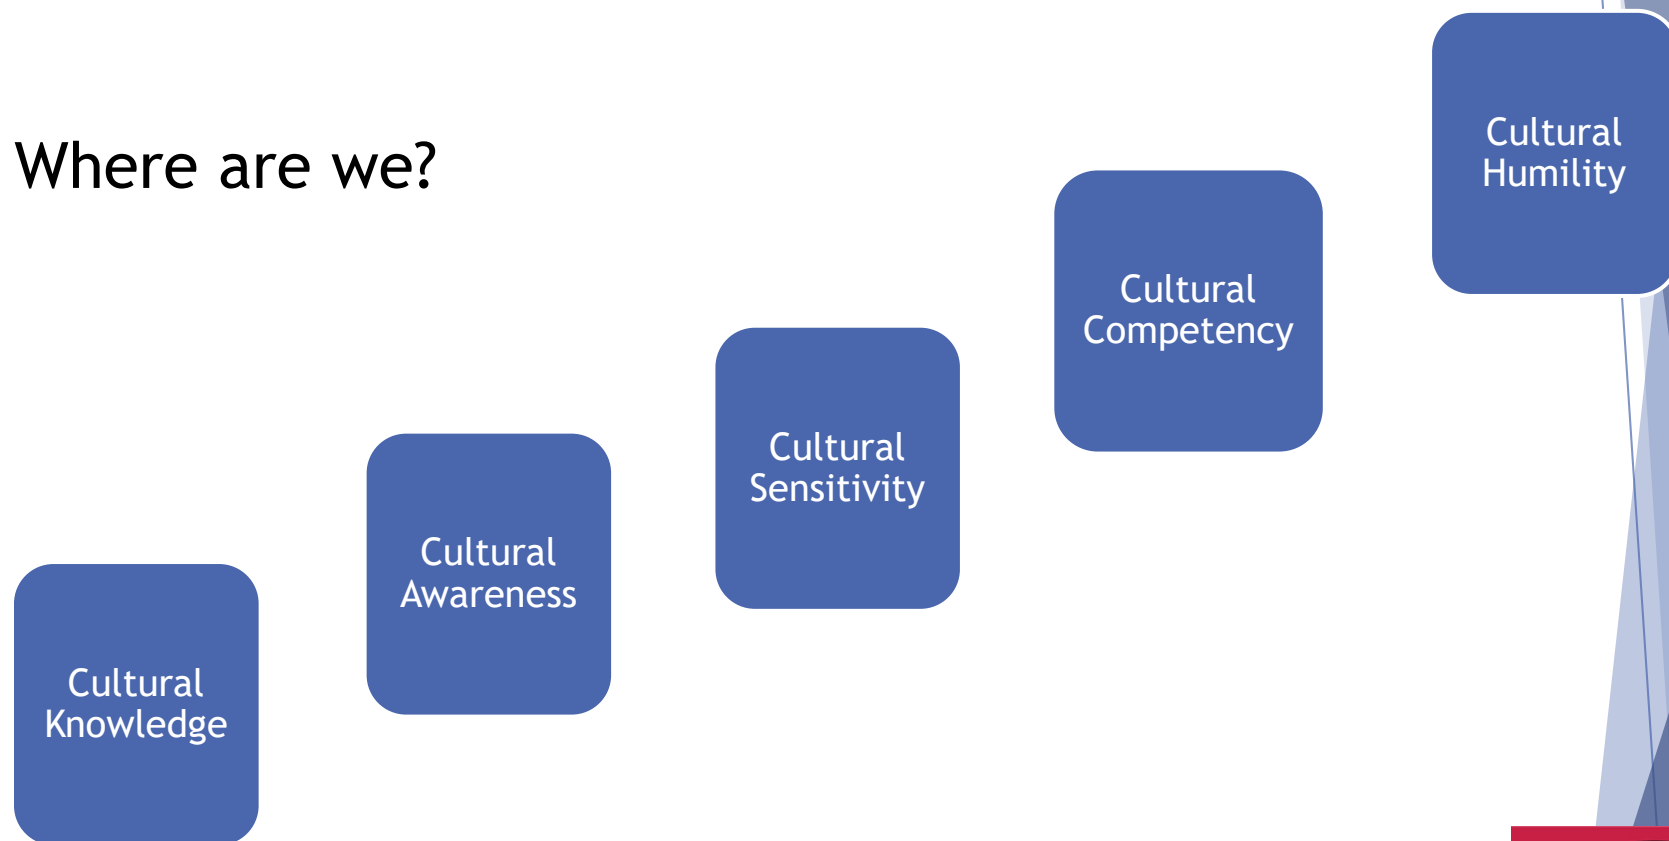 Where are we?
Cultural
Knowledge
Cultural
Awareness
Cultural
Sensitivity
Cultural
Competency
Cultural
Humility